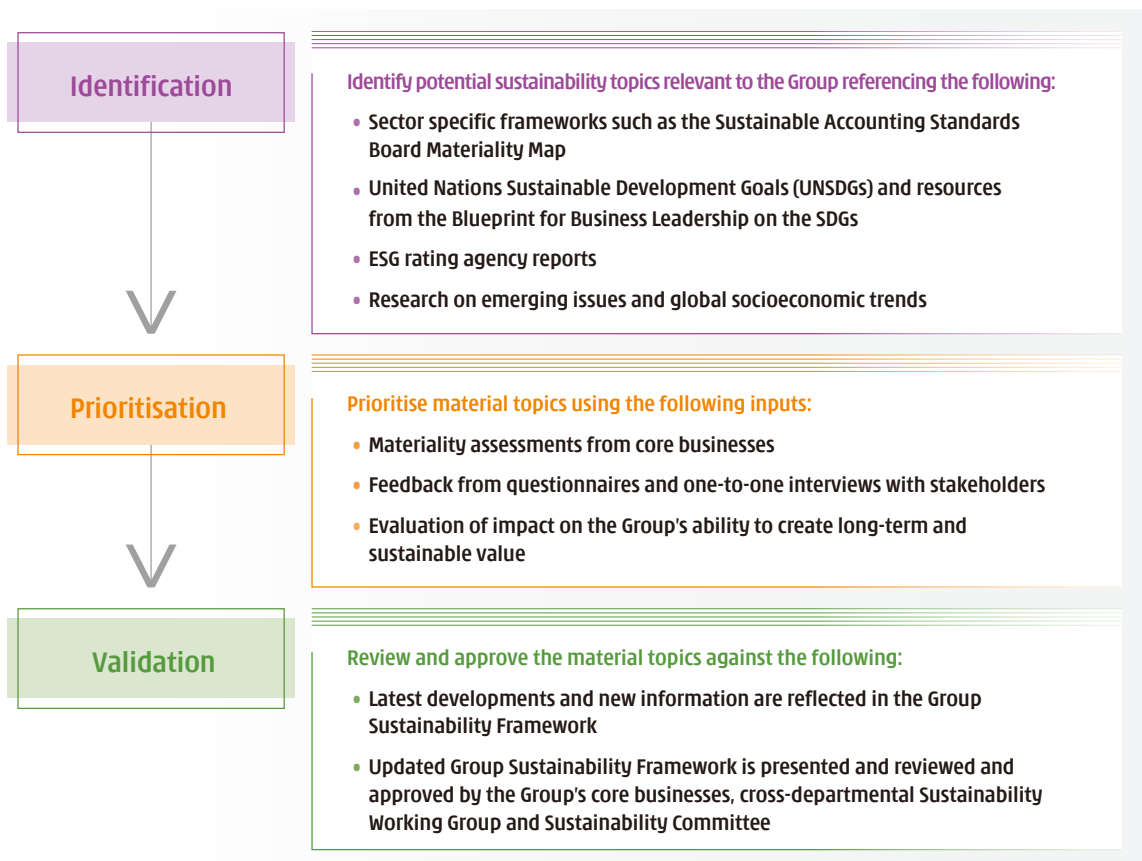 Identification
Identify potential sustainability topics relevant to the Group referencing the following:
• Sector specific frameworks such as the Sustainable Accounting Standards
Board Materiality Map
• United Nations Sustainable Development Goals (UNSDGs) and resources
from the Blueprint for Business Leadership on the SDGs
• ESG rating agency reports
• Research on emerging issues and global socioeconomic trends
Prioritisation
Prioritise material topics using the following inputs:
• Materiality assessments from core businesses
• Feedback from questionnaires and one-to-one interviews with stakeholders
• Evaluation of impact on the Group's ability to create long-term and
sustainable value
Validation
Review and approve the material topics against the following:
• Latest developments and new information are reflected in the Group
Sustainability Framework
• Updated Group Sustainability Framework is presented and reviewed and
approved by the Group's core businesses, cross-departmental Sustainability
Working Group and Sustainability Committee